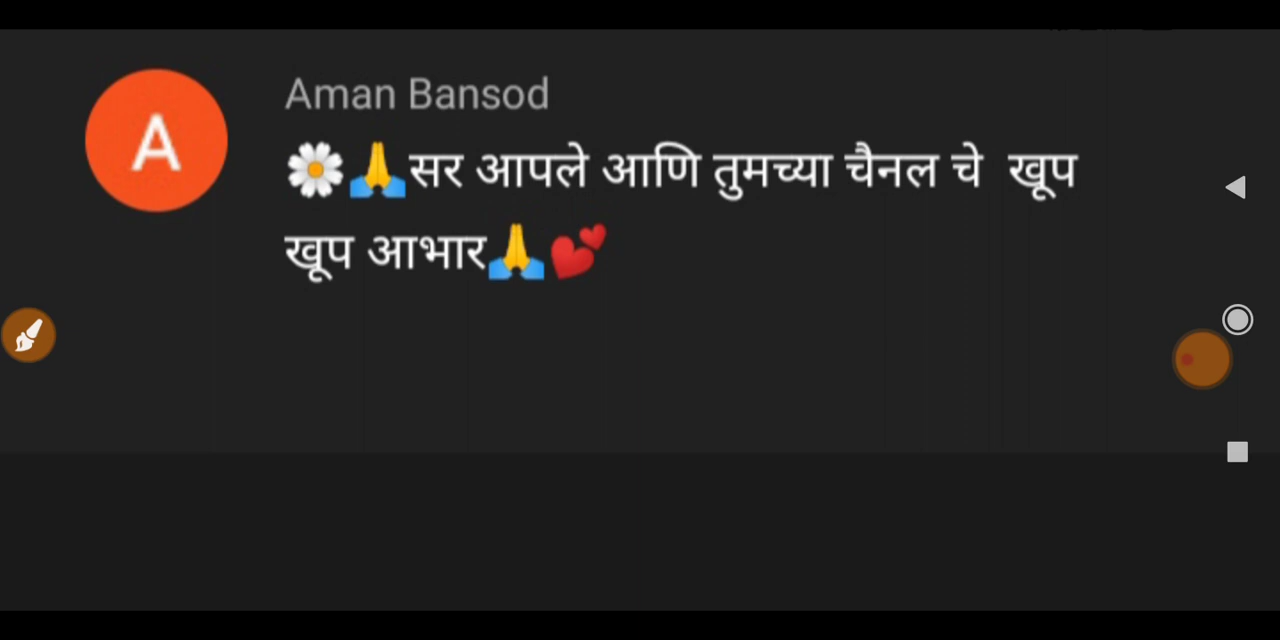 A
Aman Bansod
🌼🙏सर आपले आणि तुमच्या चैनल चे  खूप
खूप आभार🙏💕